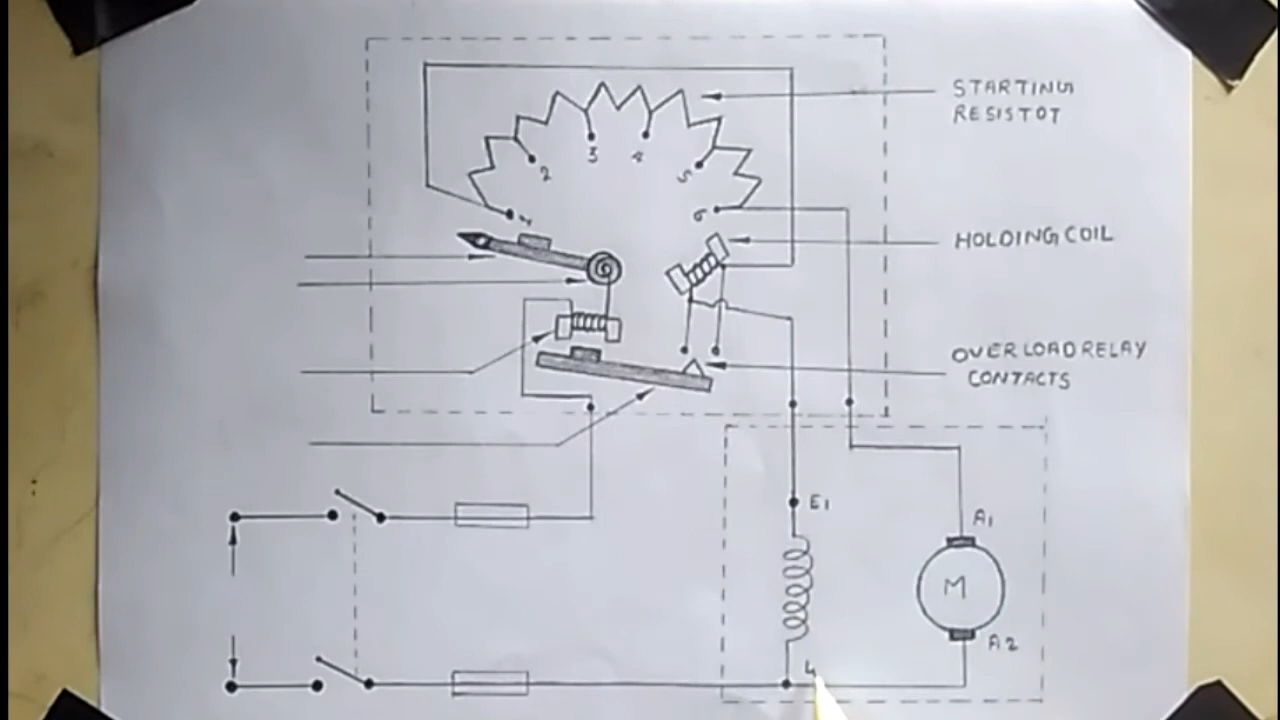 STARTING
RESISTOT
2
3
4
5
6
HOLDING COIL
OVER LOAD RELAY
CONTACTS
E1
A1
M
A2